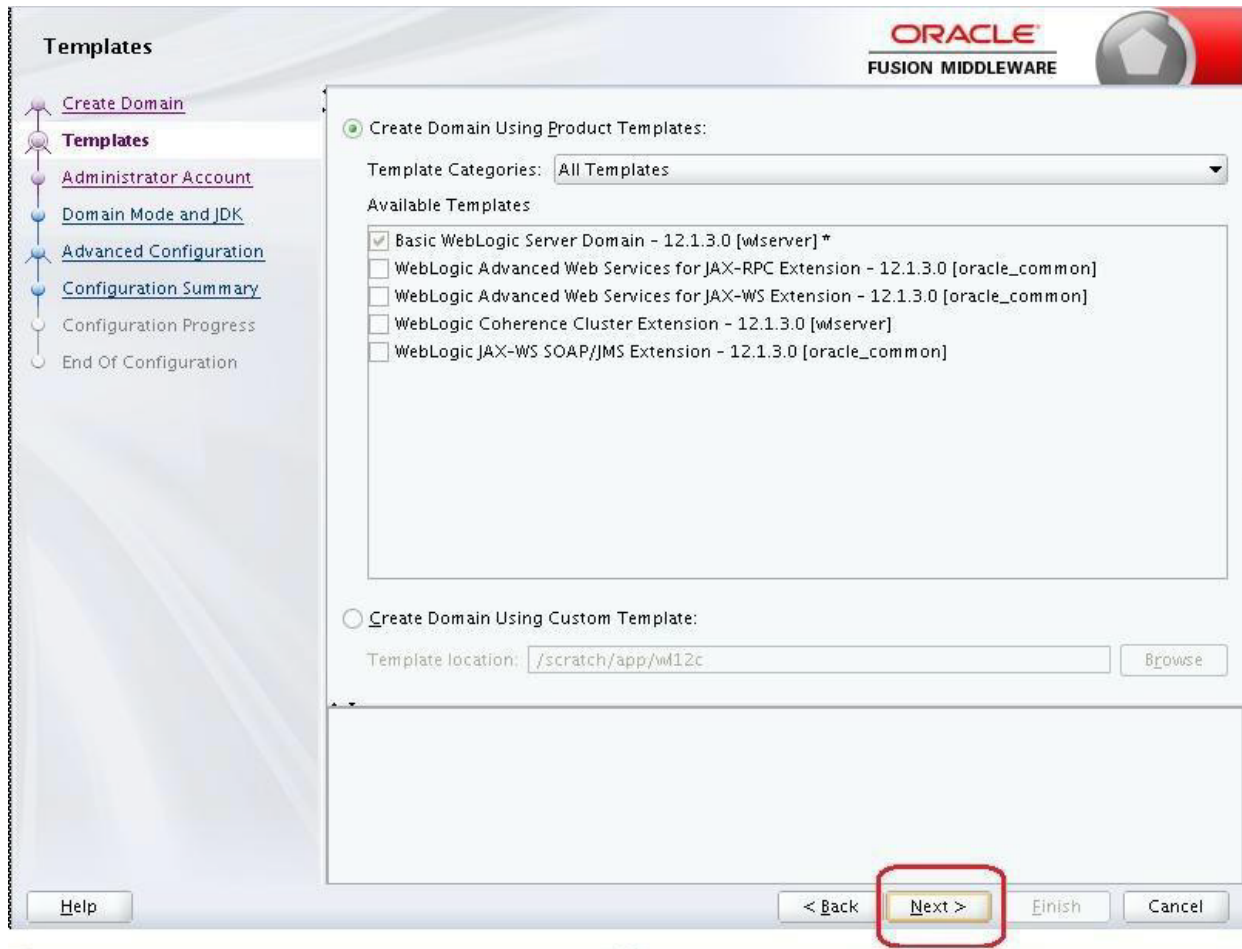 Templates
ORACLE
FUSION MIDDLEWARE
Create Domain
Templates
Administrator Account
Domain Mode and JDK
Advanced Configuration
Configuration Summary
Configuration Progress
End Of Configuration
Create Domain Using Product Templates:
Template Categories: All Templates
Available Templates
Basic WebLogic Server Domain - 12.1.3.0 [wlserver] *
WebLogic Advanced Web Services for JAX-RPC Extension - 12.1.3.0 [oracle_common]
WebLogic Advanced Web Services for JAX-WS Extension - 12.1.3.0 [oracle_common]
WebLogic Coherence Cluster Extension - 12.1.3.0 [wlserver]
WebLogic JAX-WS SOAP/JMS Extension - 12.1.3.0 [oracle_common]
Create Domain Using Custom Template:
Template location: /scratch/app/wl12c Browse
Help < Back Next > Finish Cancel